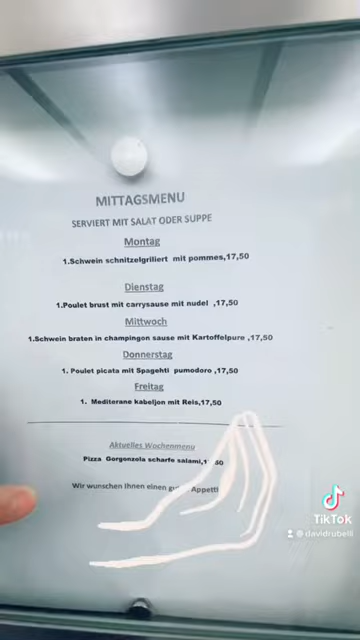 MITTAGSMENU
SERVIERT MIT SALAT ODER SUPPE
Montag
1.Schwein schnitzelgrilliert mit pommes,17,50
Dienstag
1.Poulet brust mit carrysause mit nudel ,17,50
Mittwoch
1.Schwein braten in champingon sause mit Kartoffelpure ,17,50
Donnerstag
1. Poulet picata mit Spagehti pumodoro ,17,50
Freitag
1. Mediterane kabeljon mit Reis,17,50
Aktuelles Wochenmenu
Pizza Gorgonzola scharfe salami, 50
Wir wunschen Ihnen einen Appetit
TikTok
@davidrubelli